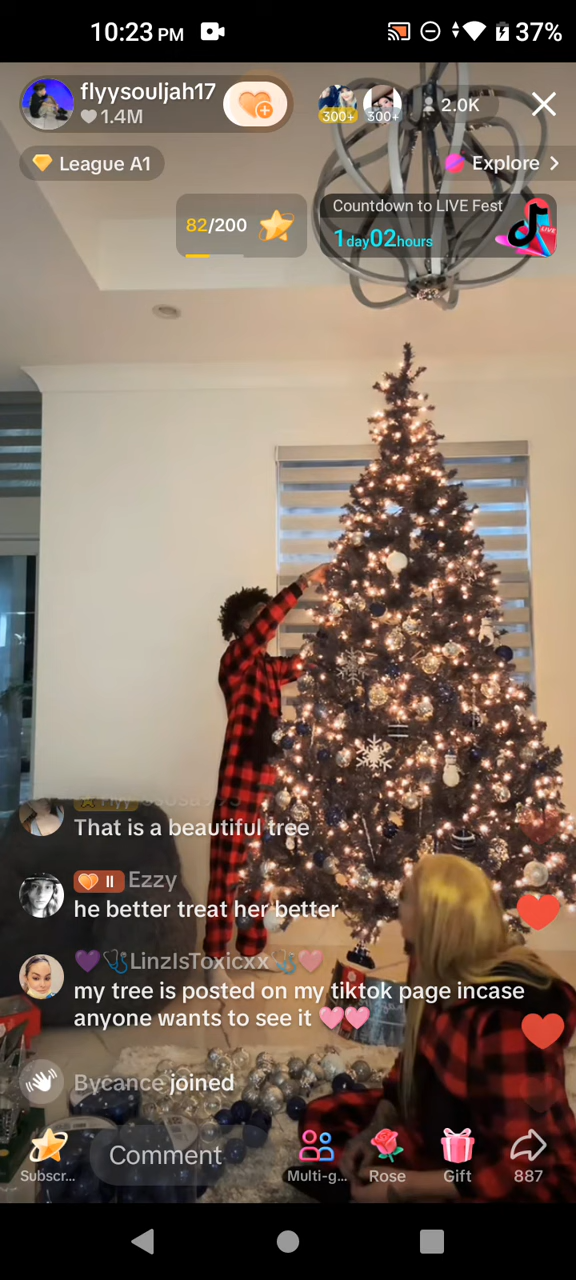 10:23 PM
37%
flyysouljah17
1.4M
300+
300+
2.0K
League A1
Explore >
82/200
Countdown to LIVE Fest
1day02hours
LIVE
That is a beautiful tree
II Ezzy
he better treat her better
💜🩺LinzIsToxicxx🩺🩷
my tree is posted on my tiktok page incase
anyone wants to see it 🩷🩷
Bycance joined
Comment
Subscr...
Multi-g...
Rose
Gift
887